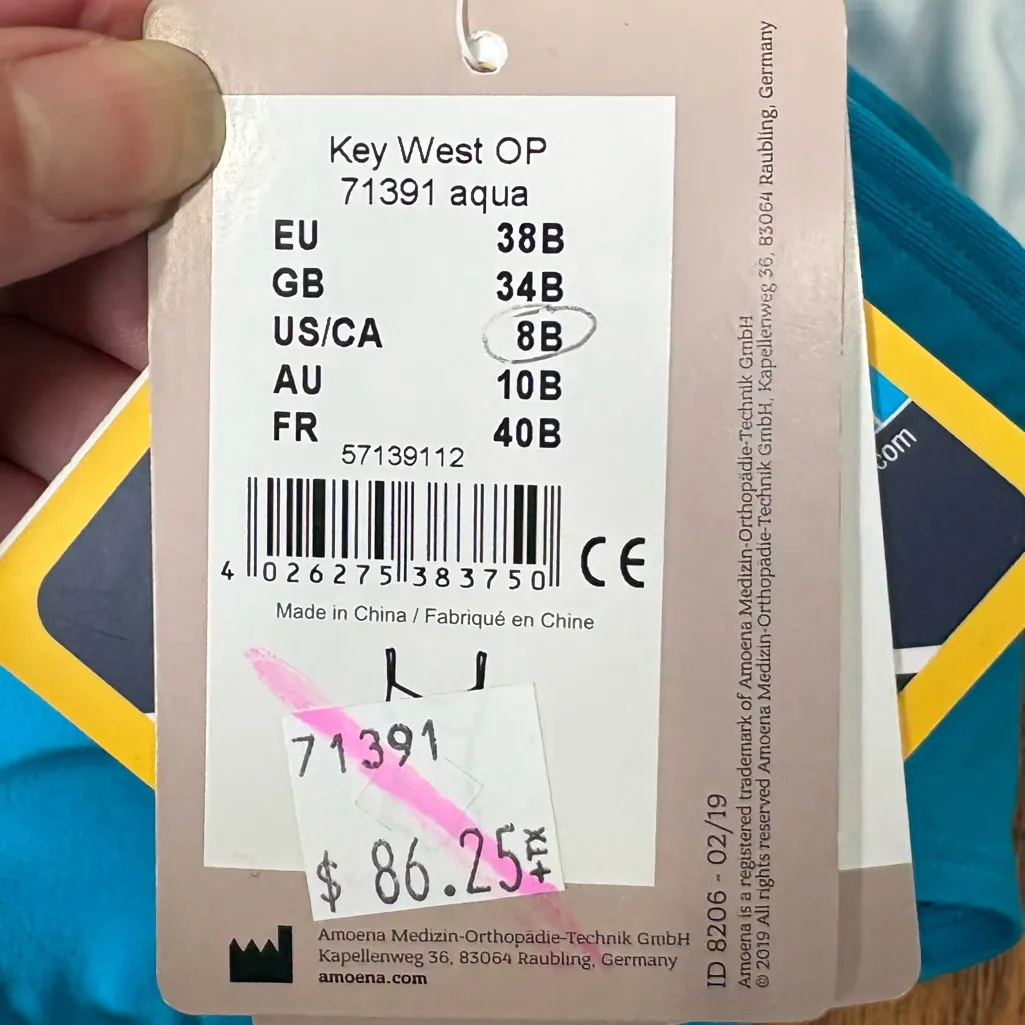 Key West OP
71391 aqua
EU 38B
GB 34B
US/CA 8B
AU 10B
FR 40B
57139112
4 026275 383750
CE
Made in China / Fabriqué en Chine
71391
$ 86.25 +TX
Amoena Medizin-Orthopädie-Technik GmbH
Kapellenweg 36, 83064 Raubling, Germany
amoena.com
ID 8206 - 02/19
Amoena is a registered trademark of Amoena Medizin-Orthopädie-Technik GmbH
© 2019 All rights reserved Amoena Medizin-Orthopädie-Technik GmbH, Kapellenweg 36, 83064 Raubling, Germany
.com